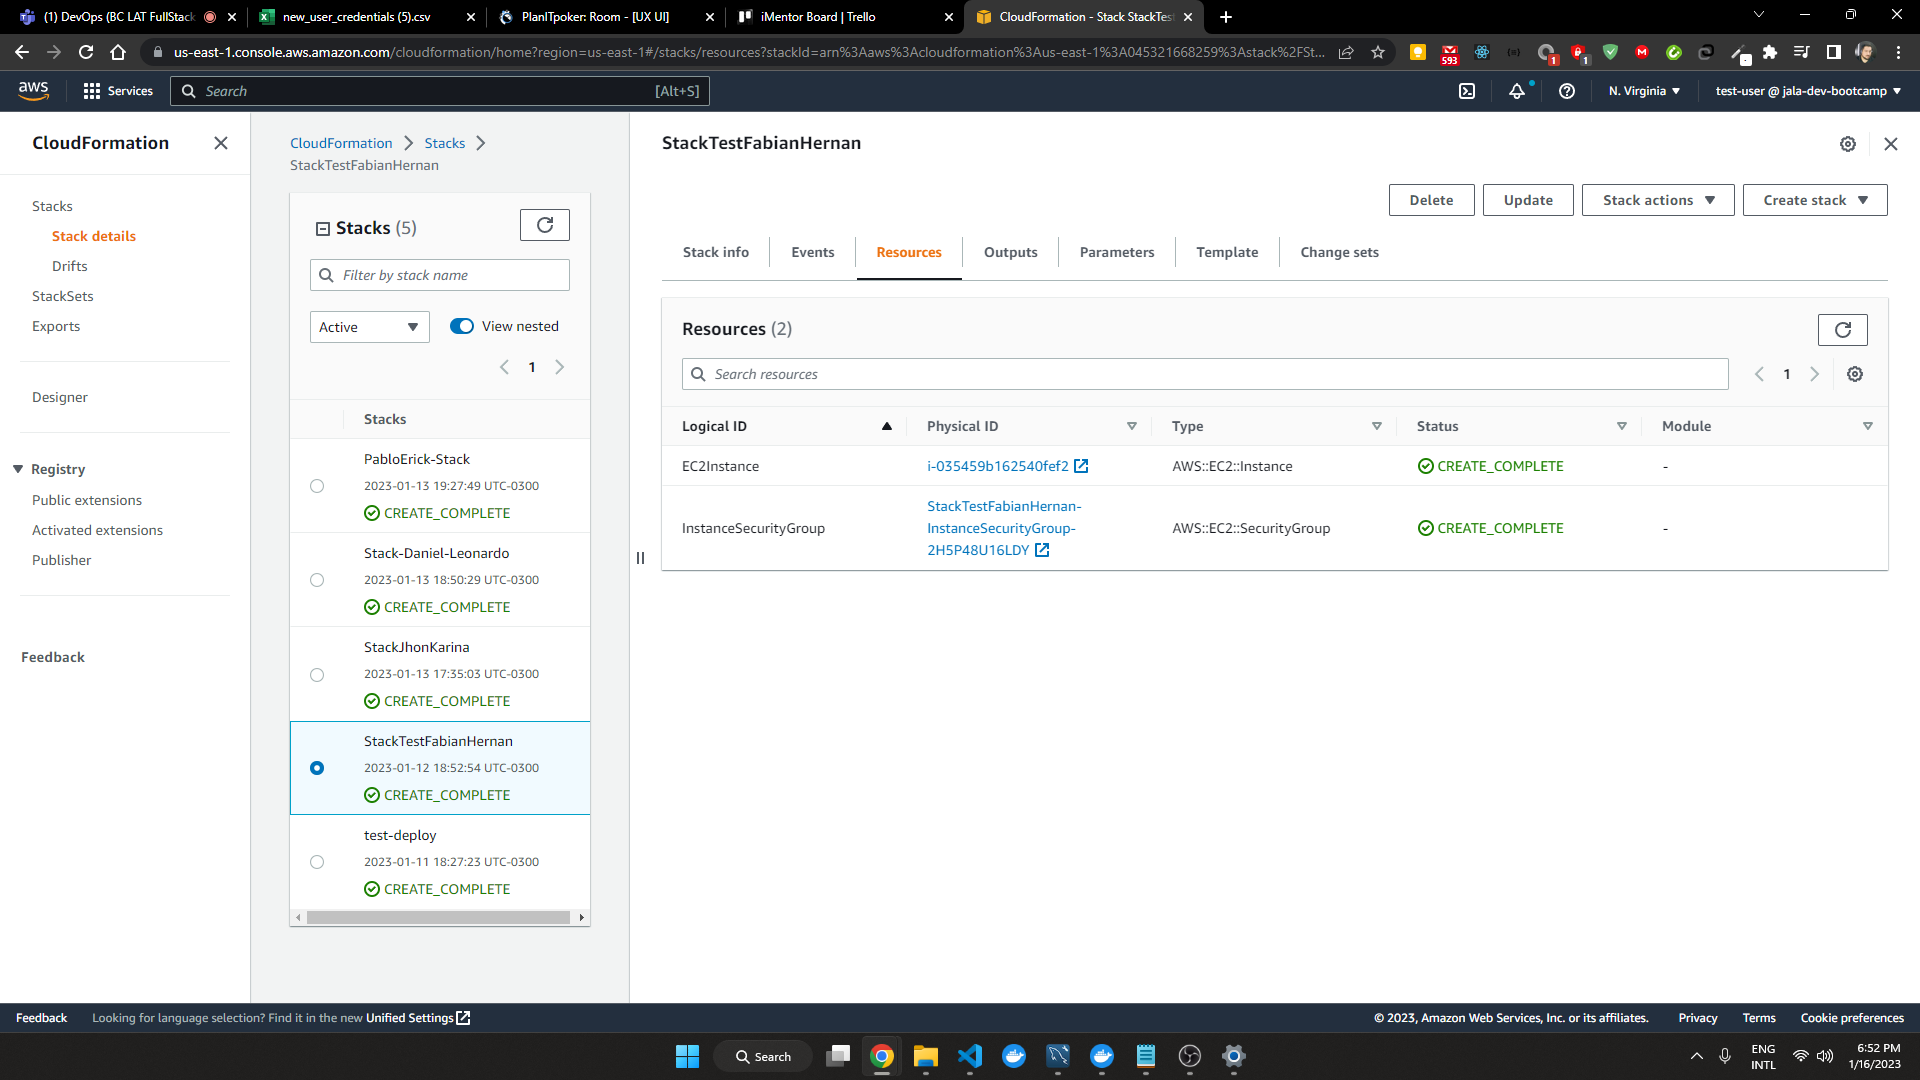 (1) DevOps (BC LAT FullStack
new_user_credentials (5).csv
PlanITpoker: Room - [UX UI]
iMentor Board | Trello
CloudFormation - Stack StackTes
us-east-1.console.aws.amazon.com/cloudformation/home?region=us-east-1#/stacks/resources?stackId=arn%3Aaws%3Acloudformation%3Aus-east-1%3A045321668259%3Astack%2FSt...
593
1
1
aws
Services
Search
[Alt+S]
N. Virginia
test-user @ jala-dev-bootcamp
CloudFormation
Stacks
Stack details
Drifts
StackSets
Exports
Designer
Registry
Public extensions
Activated extensions
Publisher
Feedback
CloudFormation
Stacks
StackTestFabianHernan
Stacks (5)
Filter by stack name
Active
View nested
1
Stacks
PabloErick-Stack
2023-01-13 19:27:49 UTC-0300
CREATE_COMPLETE
Stack-Daniel-Leonardo
2023-01-13 18:50:29 UTC-0300
CREATE_COMPLETE
StackJhonKarina
2023-01-13 17:35:03 UTC-0300
CREATE_COMPLETE
StackTestFabianHernan
2023-01-12 18:52:54 UTC-0300
CREATE_COMPLETE
test-deploy
2023-01-11 18:27:23 UTC-0300
CREATE_COMPLETE
StackTestFabianHernan
Delete
Update
Stack actions
Create stack
Stack info
Events
Resources
Outputs
Parameters
Template
Change sets
Resources (2)
Search resources
1
Logical ID
Physical ID
Type
Status
Module
EC2Instance
i-035459b162540fef2
AWS::EC2::Instance
CREATE_COMPLETE
-
InstanceSecurityGroup
StackTestFabianHernan-
InstanceSecurityGroup-
2H5P48U16LDY
AWS::EC2::SecurityGroup
CREATE_COMPLETE
-
Feedback
Looking for language selection? Find it in the new Unified Settings
© 2023, Amazon Web Services, Inc. or its affiliates.
Privacy
Terms
Cookie preferences
Search
ENG
INTL
6:52 PM
1/16/2023